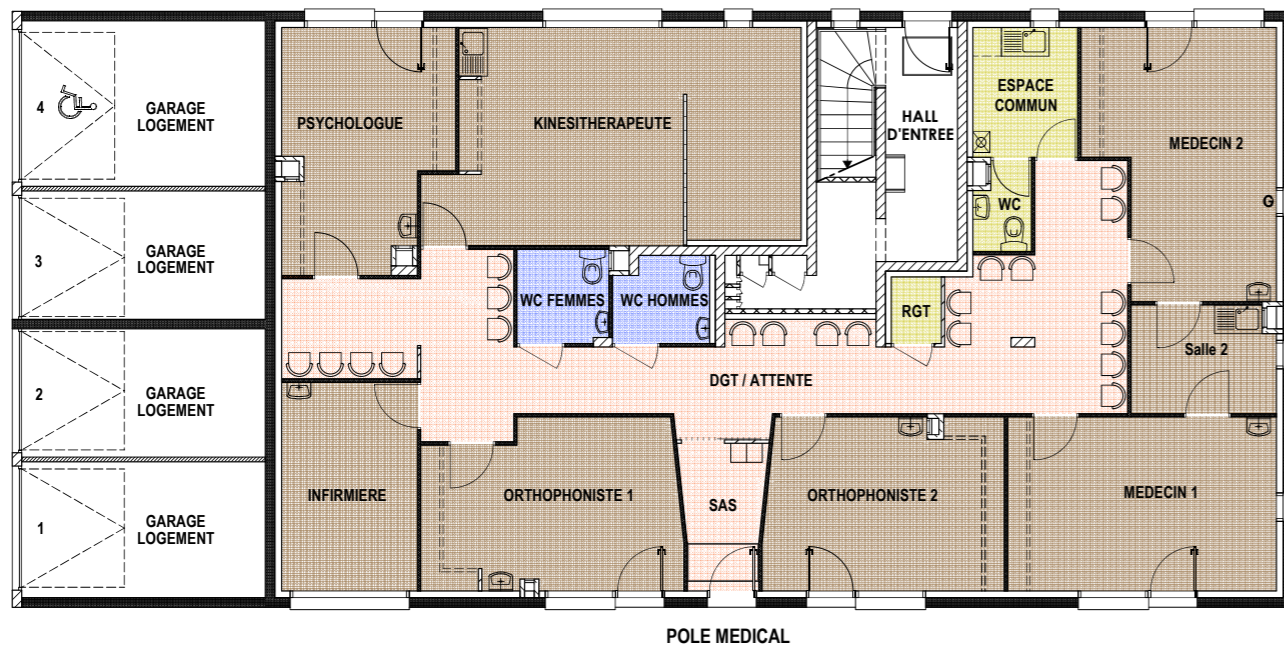 4
GARAGE
LOGEMENT
PSYCHOLOGUE
KINESITHERAPEUTE
HALL
D'ENTREE
ESPACE
COMMUN
MEDECIN 2
WC
G
3
GARAGE
LOGEMENT
WC FEMMES
WC HOMMES
RGT
Salle 2
2
GARAGE
LOGEMENT
DGT / ATTENTE
1
GARAGE
LOGEMENT
INFIRMIERE
ORTHOPHONISTE 1
SAS
ORTHOPHONISTE 2
MEDECIN 1
POLE MEDICAL